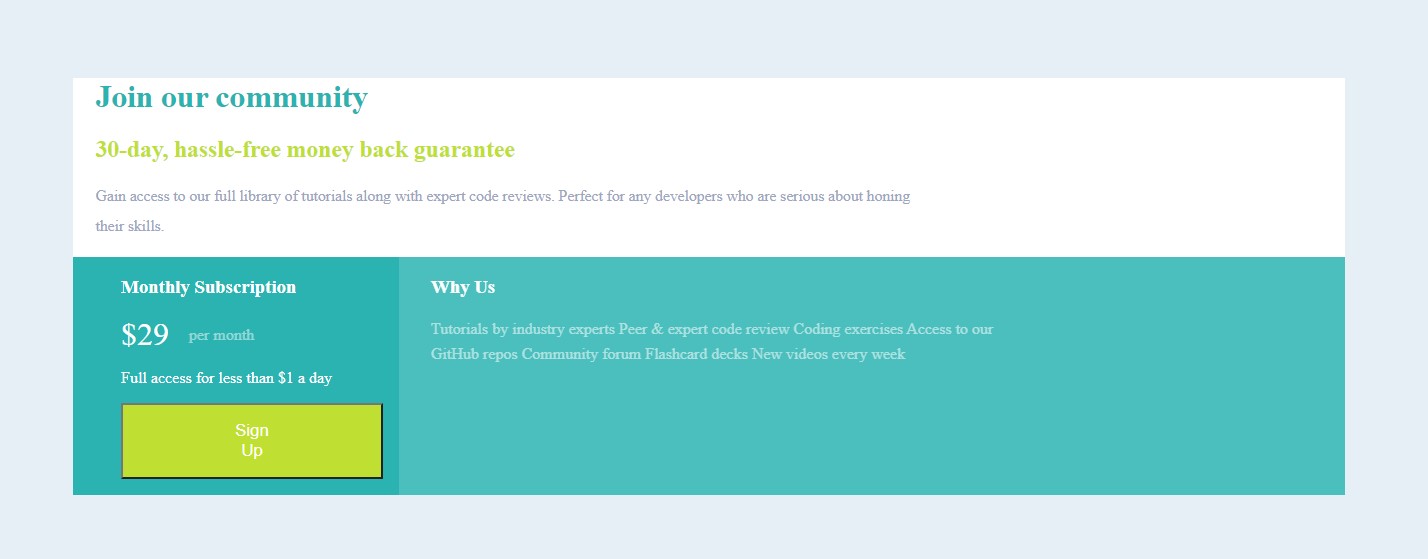 Join our community
30-day, hassle-free money back guarantee
Gain access to our full library of tutorials along with expert code reviews. Perfect for any developers who are serious about honing
their skills.
Monthly Subscription
$29 per month
Full access for less than $1 a day
Sign
Up
Why Us
Tutorials by industry experts Peer & expert code review Coding exercises Access to our
GitHub repos Community forum Flashcard decks New videos every week